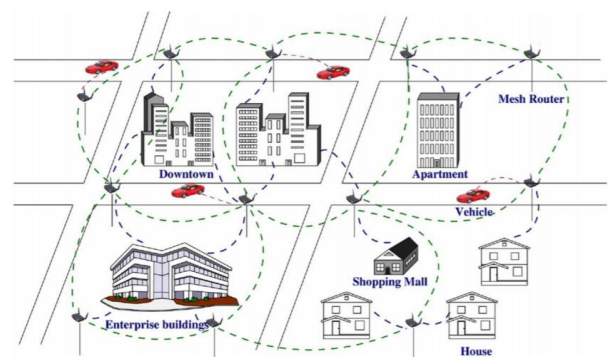 Mesh Router
Downtown
Apartment
Vehicle
Shopping Mall
Enterprise buildings
House